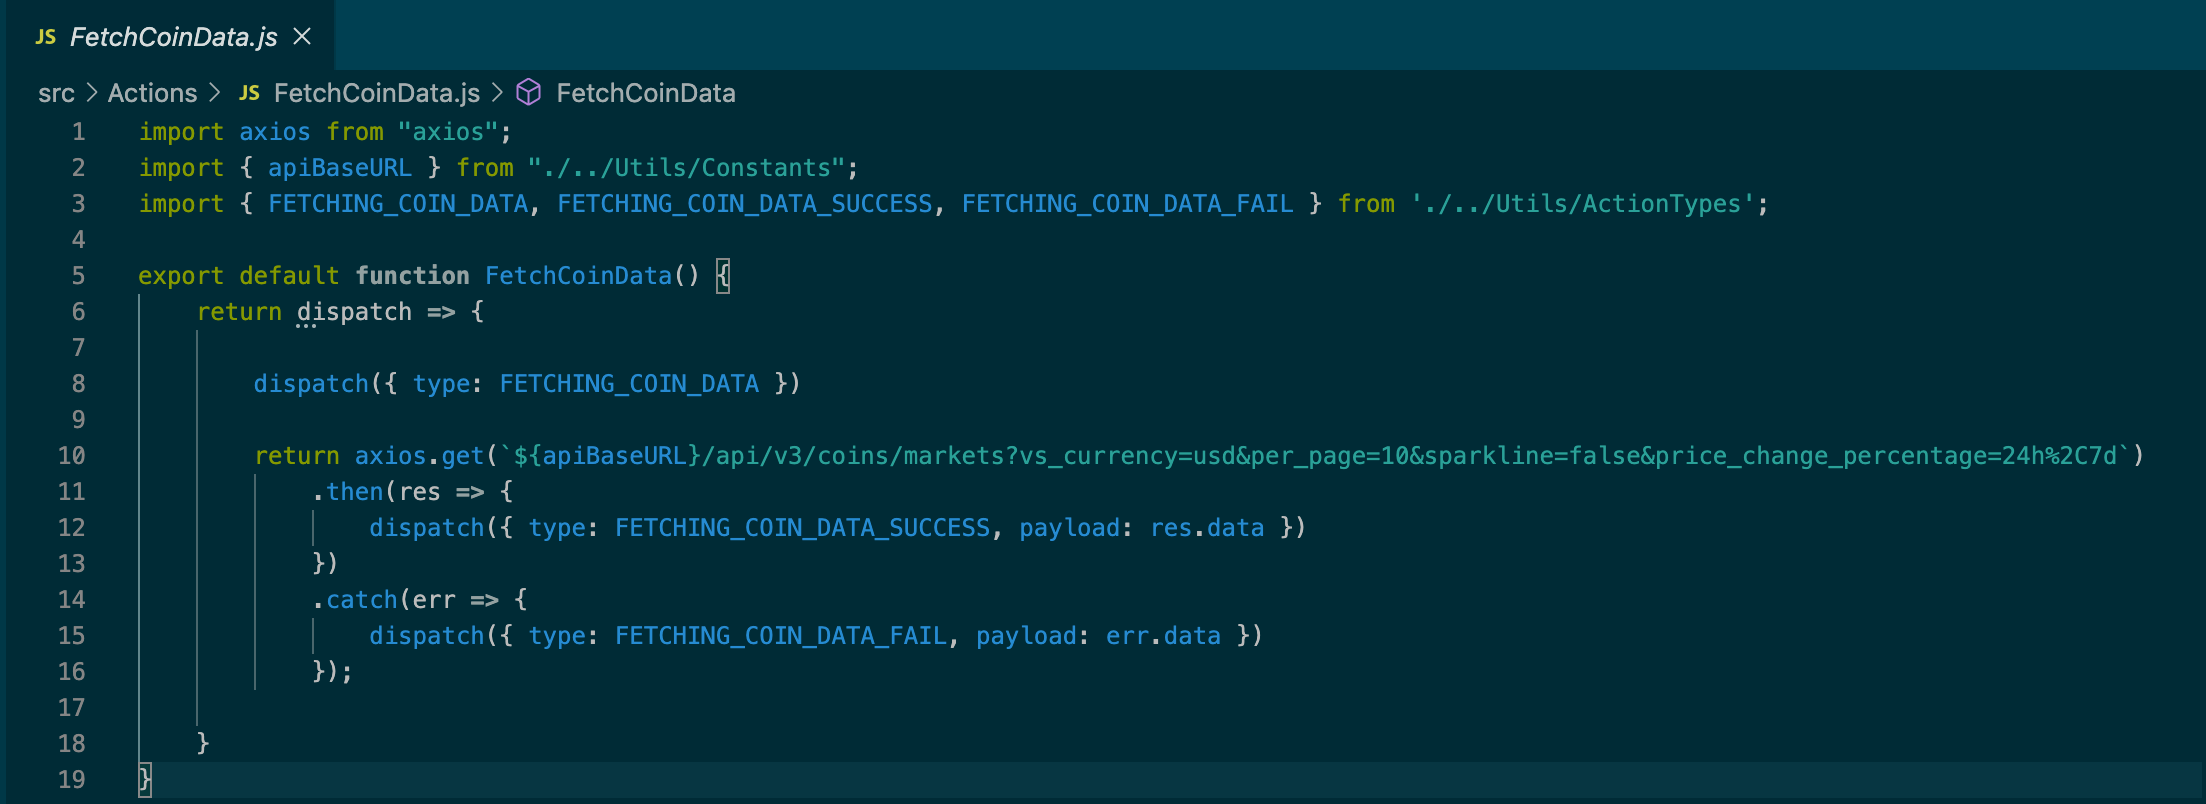 JS FetchCoinData.js ×
src > Actions > JS FetchCoinData.js > FetchCoinData
1 import axios from "axios";
2 import { apiBaseURL } from "./../Utils/Constants";
3 import { FETCHING_COIN_DATA, FETCHING_COIN_DATA_SUCCESS, FETCHING_COIN_DATA_FAIL } from './../Utils/ActionTypes';
4
5 export default function FetchCoinData() {
6     return dispatch => {
7
8         dispatch({ type: FETCHING_COIN_DATA })
9
10         return axios.get(`${apiBaseURL}/api/v3/coins/markets?vs_currency=usd&per_page=10&sparkline=false&price_change_percentage=24h%2C7d`)
11             .then(res => {
12                 dispatch({ type: FETCHING_COIN_DATA_SUCCESS, payload: res.data })
13             })
14             .catch(err => {
15                 dispatch({ type: FETCHING_COIN_DATA_FAIL, payload: err.data })
16             });
17
18     }
19 }